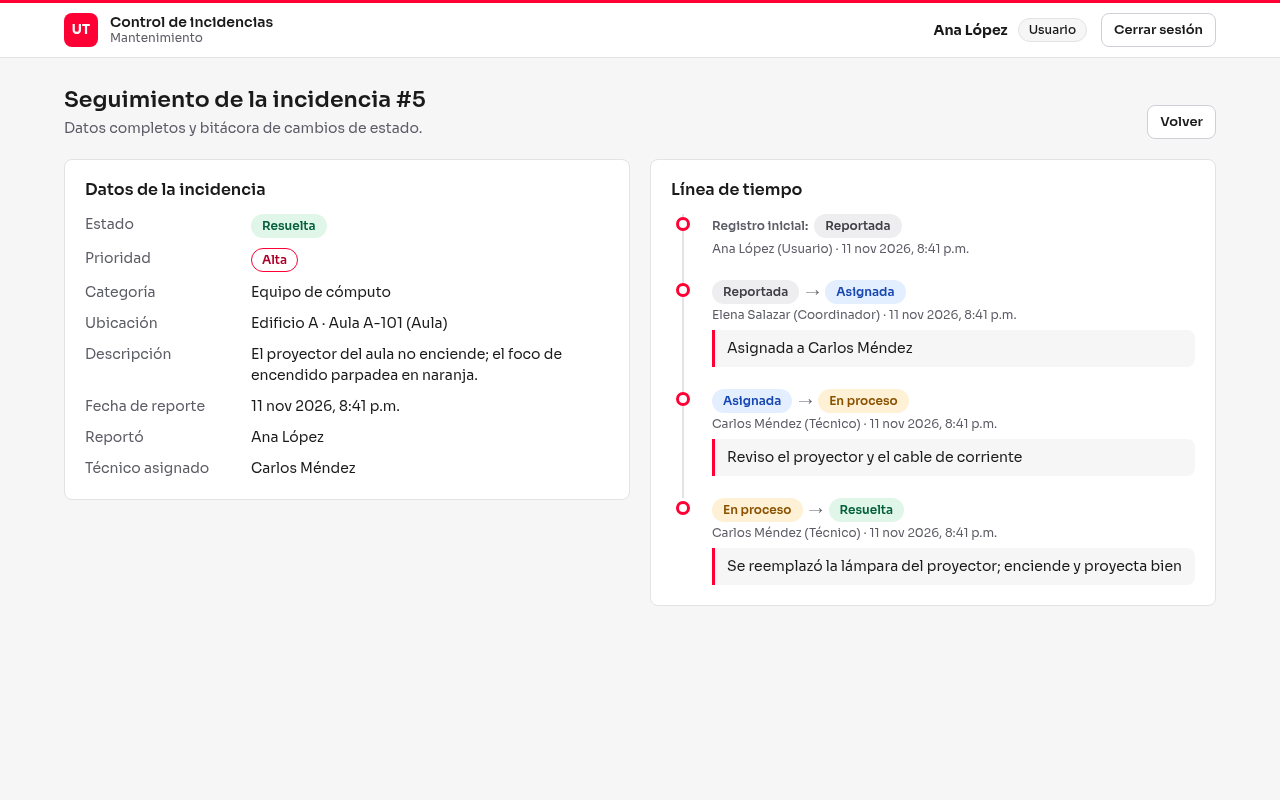 UT
Control de incidencias
Mantenimiento
Ana López
Usuario
Cerrar sesión
Seguimiento de la incidencia #5
Datos completos y bitácora de cambios de estado.
Volver
Datos de la incidencia
Estado Resuelta
Prioridad Alta
Categoría Equipo de cómputo
Ubicación Edificio A · Aula A-101 (Aula)
Descripción El proyector del aula no enciende; el foco de
encendido parpadea en naranja.
Fecha de reporte 11 nov 2026, 8:41 p.m.
Reportó Ana López
Técnico asignado Carlos Méndez
Línea de tiempo
Registro inicial: Reportada
Ana López (Usuario) · 11 nov 2026, 8:41 p.m.
Reportada → Asignada
Elena Salazar (Coordinador) · 11 nov 2026, 8:41 p.m.
Asignada a Carlos Méndez
Asignada → En proceso
Carlos Méndez (Técnico) · 11 nov 2026, 8:41 p.m.
Reviso el proyector y el cable de corriente
En proceso → Resuelta
Carlos Méndez (Técnico) · 11 nov 2026, 8:41 p.m.
Se reemplazó la lámpara del proyector; enciende y proyecta bien